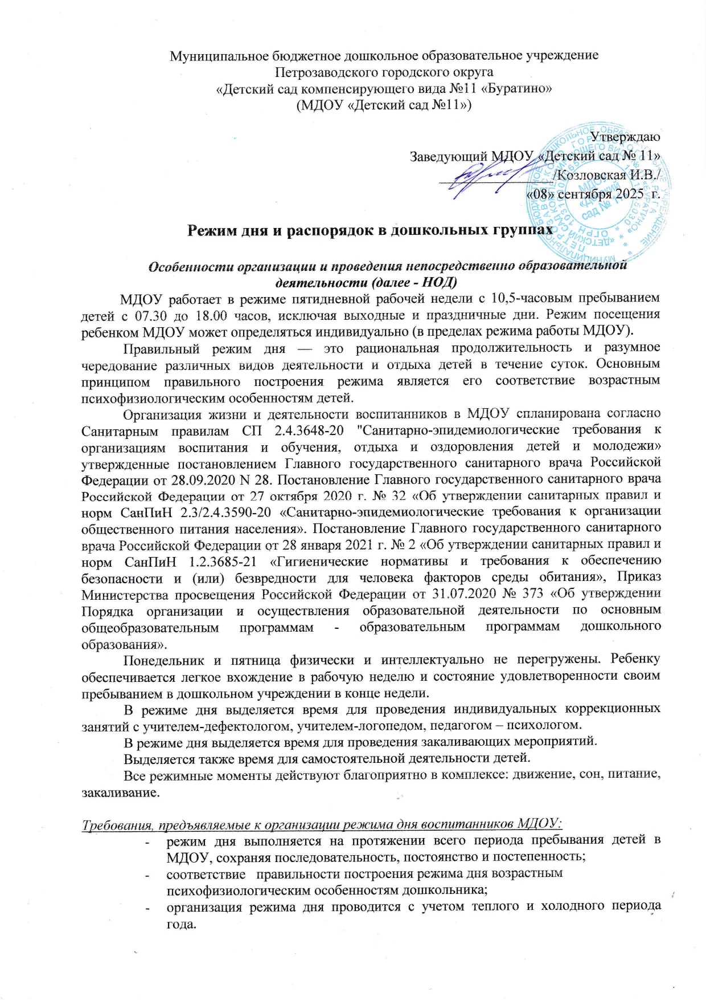 Муниципальное бюджетное дошкольное образовательное учреждение
Петрозаводского городского округа
«Детский сад компенсирующего вида №11 «Буратино»
(МДОУ «Детский сад №11»)
Утверждаю
Заведующий МДОУ «Детский сад № 11»
/Козловская И.В./
«08» сентября 2025 г.
МДОУ
«Детский
сад № 11»
Режим дня и распорядок в дошкольных группах
Особенности организации и проведения непосредственно образовательной
деятельности (далее - НОД)
МДОУ работает в режиме пятидневной рабочей недели с 10,5-часовым пребыванием
детей с 07.30 до 18.00 часов, исключая выходные и праздничные дни. Режим посещения
ребенком МДОУ может определяться индивидуально (в пределах режима работы МДОУ).
Правильный режим дня — это рациональная продолжительность и разумное
чередование различных видов деятельности и отдыха детей в течение суток. Основным
принципом правильного построения режима является его соответствие возрастным
психофизиологическим особенностям детей.
Организация жизни и деятельности воспитанников в МДОУ спланирована согласно
Санитарным правилам СП 2.4.3648-20 "Санитарно-эпидемиологические требования к
организациям воспитания и обучения, отдыха и оздоровления детей и молодежи»
утвержденные постановлением Главного государственного санитарного врача Российской
Федерации от 28.09.2020 N 28. Постановление Главного государственного санитарного врача
Российской Федерации от 27 октября 2020 г. № 32 «Об утверждении санитарных правил и
норм СанПиН 2.3/2.4.3590-20 «Санитарно-эпидемиологические требования к организации
общественного питания населения». Постановление Главного государственного санитарного
врача Российской Федерации от 28 января 2021 г. № 2 «Об утверждении санитарных правил и
норм СанПиН 1.2.3685-21 «Гигиенические нормативы и требования к обеспечению
безопасности и (или) безвредности для человека факторов среды обитания», Приказ
Министерства просвещения Российской Федерации от 31.07.2020 № 373 «Об утверждении
Порядка организации и осуществления образовательной деятельности по основным
общеобразовательным программам - образовательным программам дошкольного
образования».
Понедельник и пятница физически и интеллектуально не перегружены. Ребенку
обеспечивается легкое вхождение в рабочую неделю и состояние удовлетворенности своим
пребыванием в дошкольном учреждении в конце недели.
В режиме дня выделяется время для проведения индивидуальных коррекционных
занятий с учителем-дефектологом, учителем-логопедом, педагогом – психологом.
В режиме дня выделяется время для проведения закаливающих мероприятий.
Выделяется также время для самостоятельной деятельности детей.
Все режимные моменты действуют благоприятно в комплексе: движение, сон, питание,
закаливание.
Требования, предъявляемые к организации режима дня воспитанников МДОУ:
- режим дня выполняется на протяжении всего периода пребывания детей в
МДОУ, сохраняя последовательность, постоянство и постепенность;
- соответствие правильности построения режима дня возрастным
психофизиологическим особенностям дошкольника;
- организация режима дня проводится с учетом теплого и холодного периода
года.